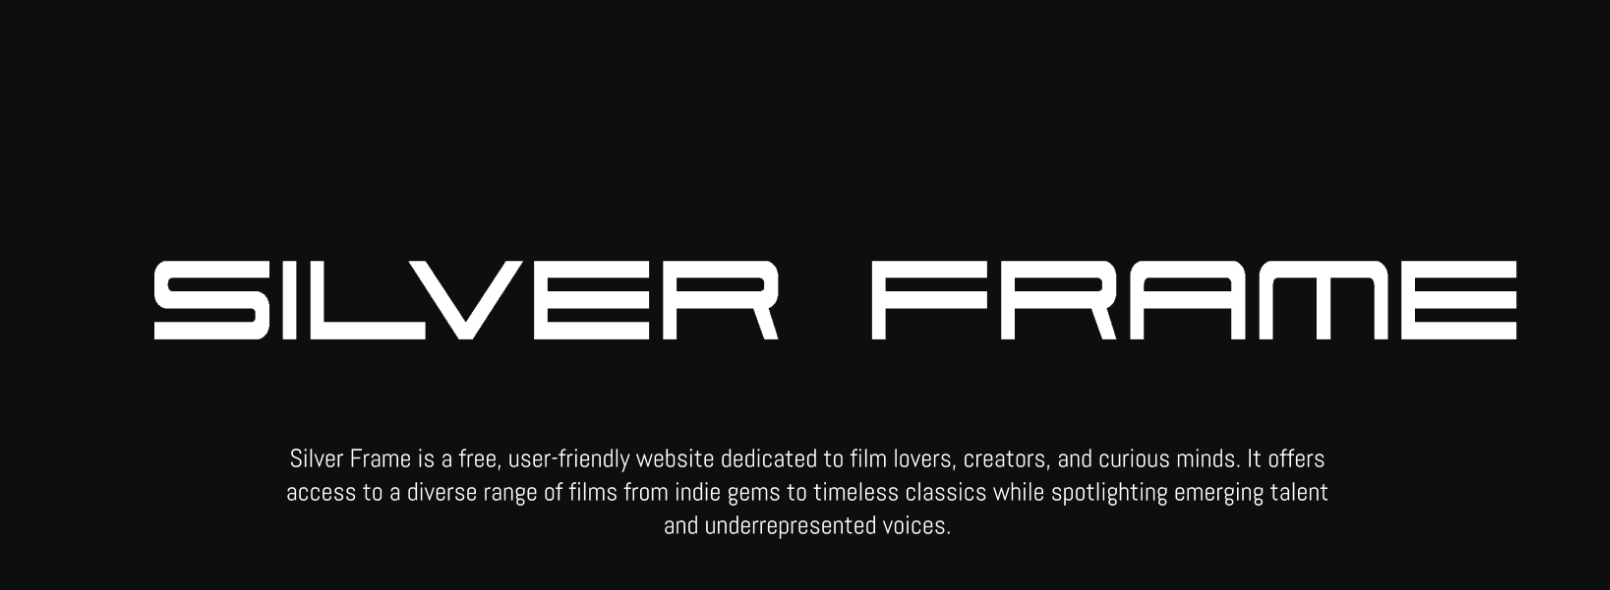 SILVER FRAME
Silver Frame is a free, user-friendly website dedicated to film lovers, creators, and curious minds. It offers
access to a diverse range of films from indie gems to timeless classics while spotlighting emerging talent
and underrepresented voices.